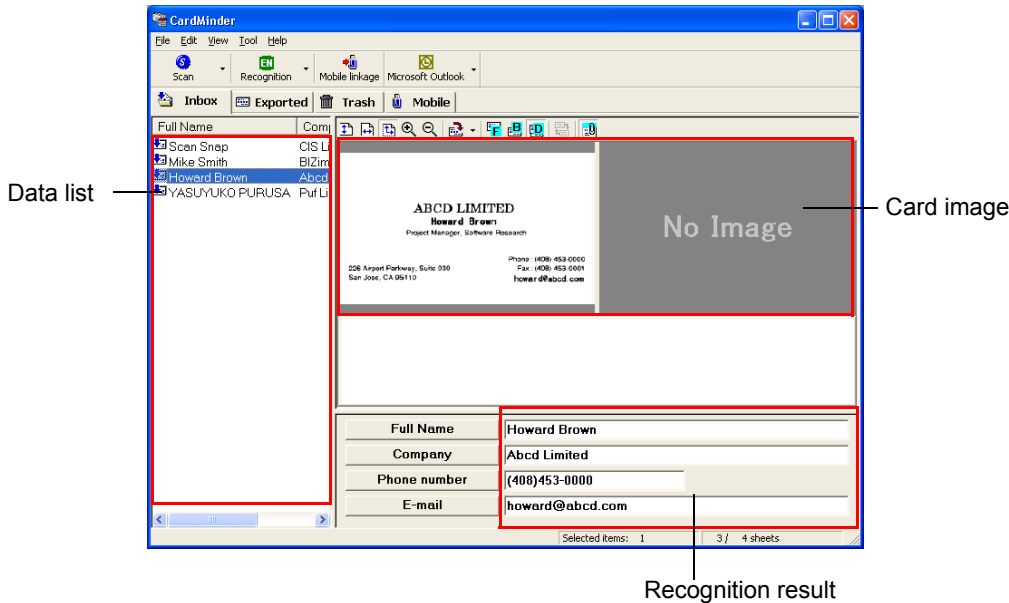 CardMinder
File Edit View Tool Help
S EN
Scan Recognition Mobile linkage Microsoft Outlook
Inbox Exported Trash Mobile
Full Name Com
Scan Snap CIS Li
Mike Smith BIZim
Howard Brown Abcd
YASUYUKO PURUSA Puf Li
F B D
ABCD LIMITED
Howard Brown
Project Manager, Software Research
Phone: (408) 453-0000
226 Airport Parkway, Suite 030 Fax: (408) 453-0001
San Jose, CA 95110 howard@abcd.com
No Image
Data list
Card image
Full Name Howard Brown
Company Abcd Limited
Phone number (408)453-0000
E-mail howard@abcd.com
Selected items: 1 3 / 4 sheets
Recognition result